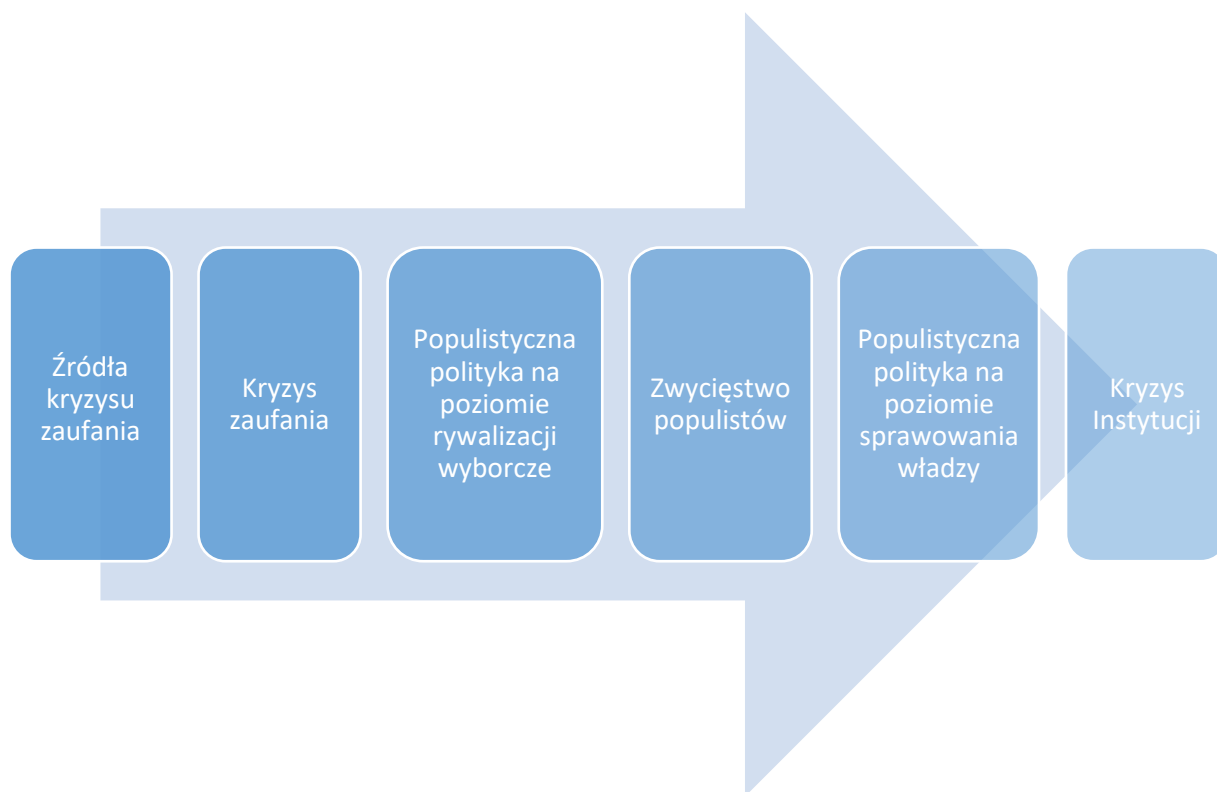 Źródła
kryzysu
zaufania
Kryzys
zaufania
Populistyczna
polityka na
poziomie
rywalizacji
wyborcze
Zwycięstwo
populistów
Populistyczna
polityka na
poziomie
sprawowania
władzy
Kryzys
Instytucji